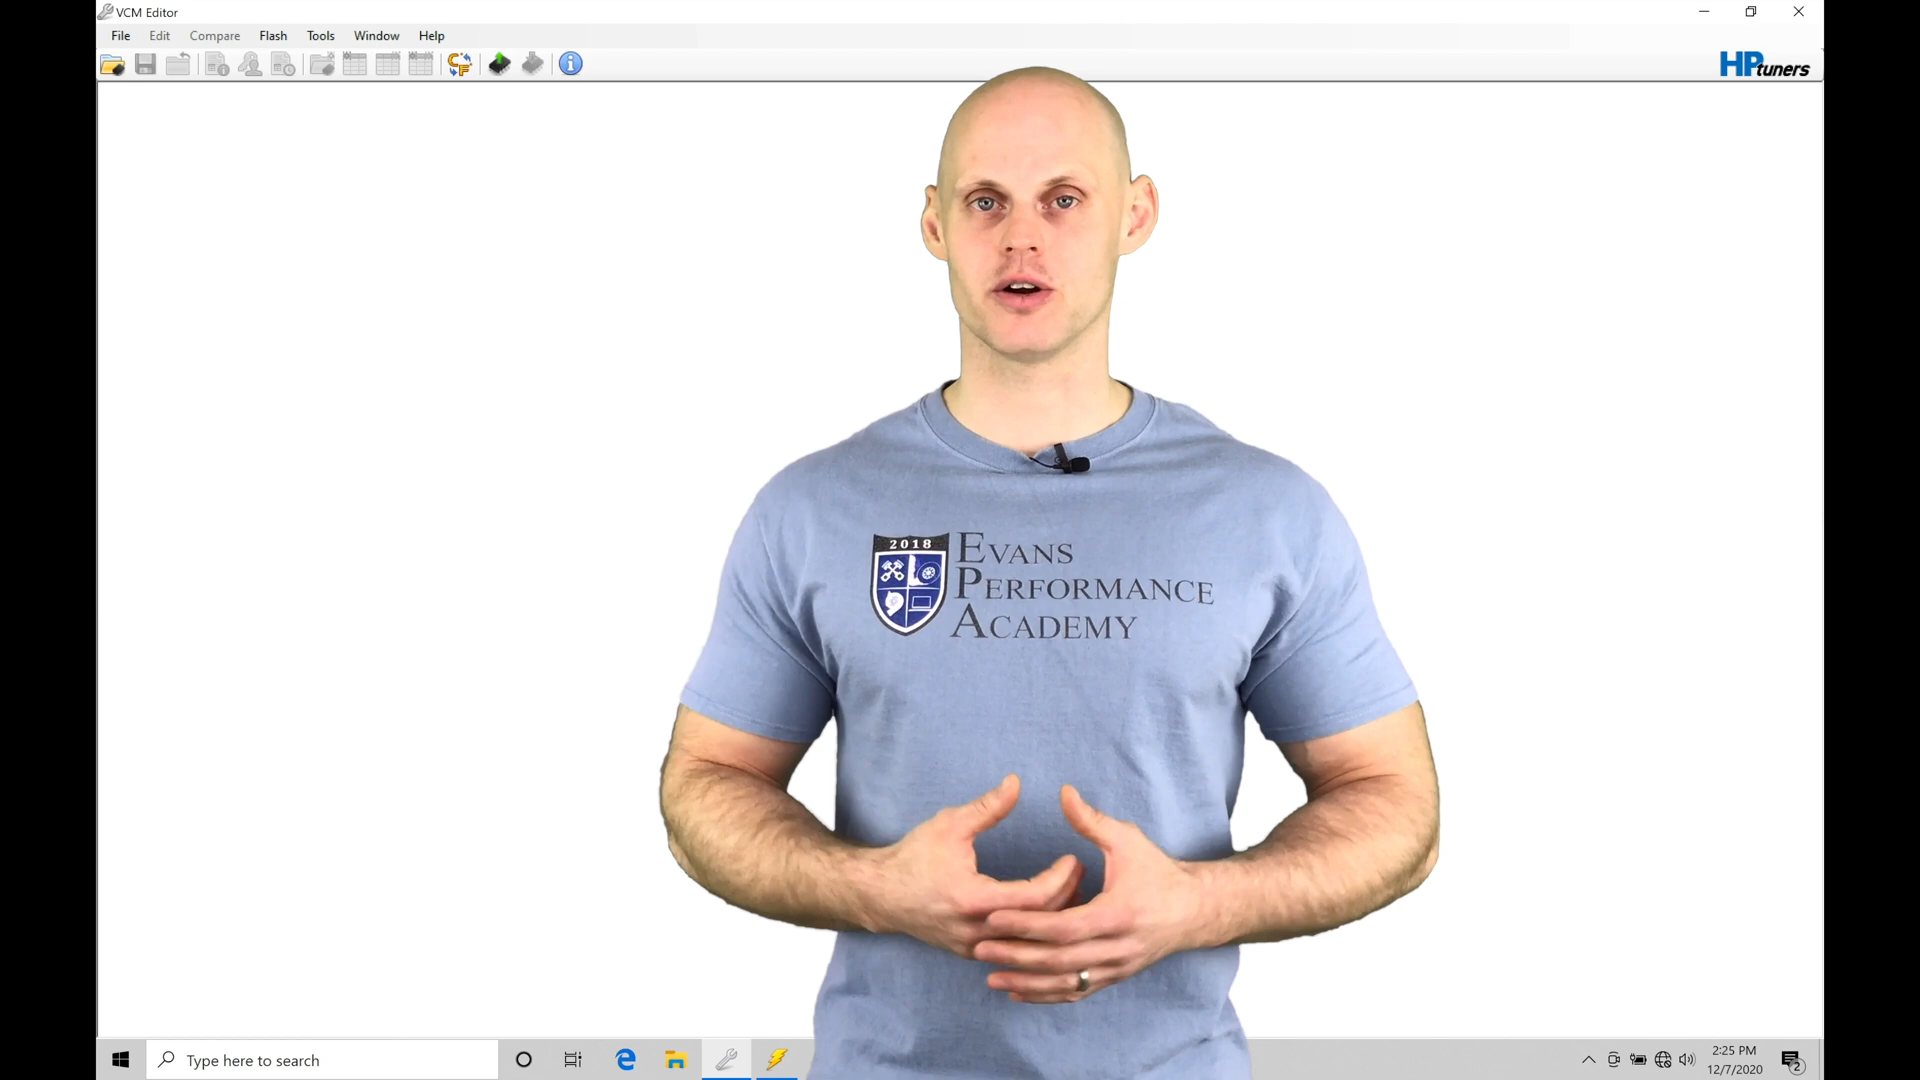 VCM Editor
File Edit Compare Flash Tools Window Help
HPtuners
2018
EVANS
PERFORMANCE
ACADEMY
Type here to search
2:25 PM
12/7/2020
2